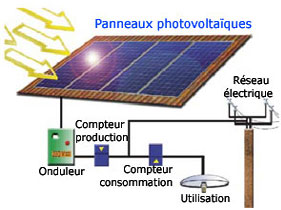 Panneaux photovoltaïques
Réseau
électrique
Compteur
production
Onduleur
Compteur
consommation
Utilisation